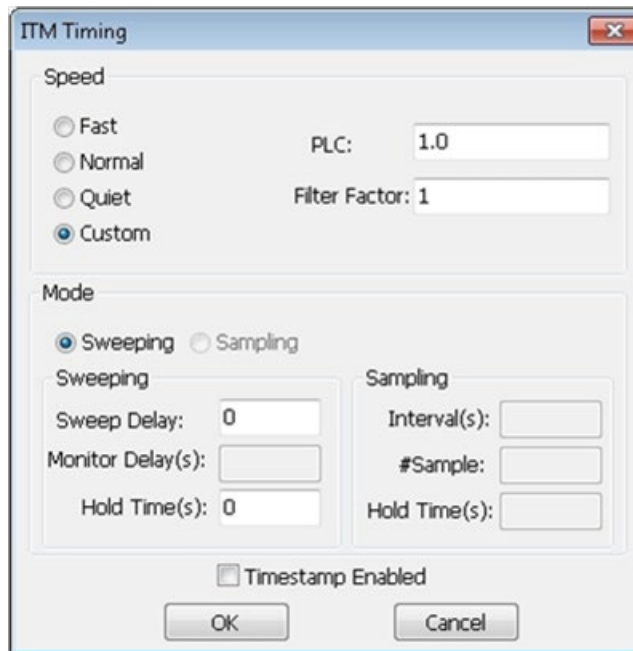 ITM Timing
Speed
Fast
Normal
Quiet
Custom
PLC: 1.0
Filter Factor: 1
Mode
Sweeping Sampling
Sweeping
Sweep Delay: 0
Monitor Delay(s):
Hold Time(s): 0
Sampling
Interval(s):
#Sample:
Hold Time(s):
Timestamp Enabled
OK Cancel